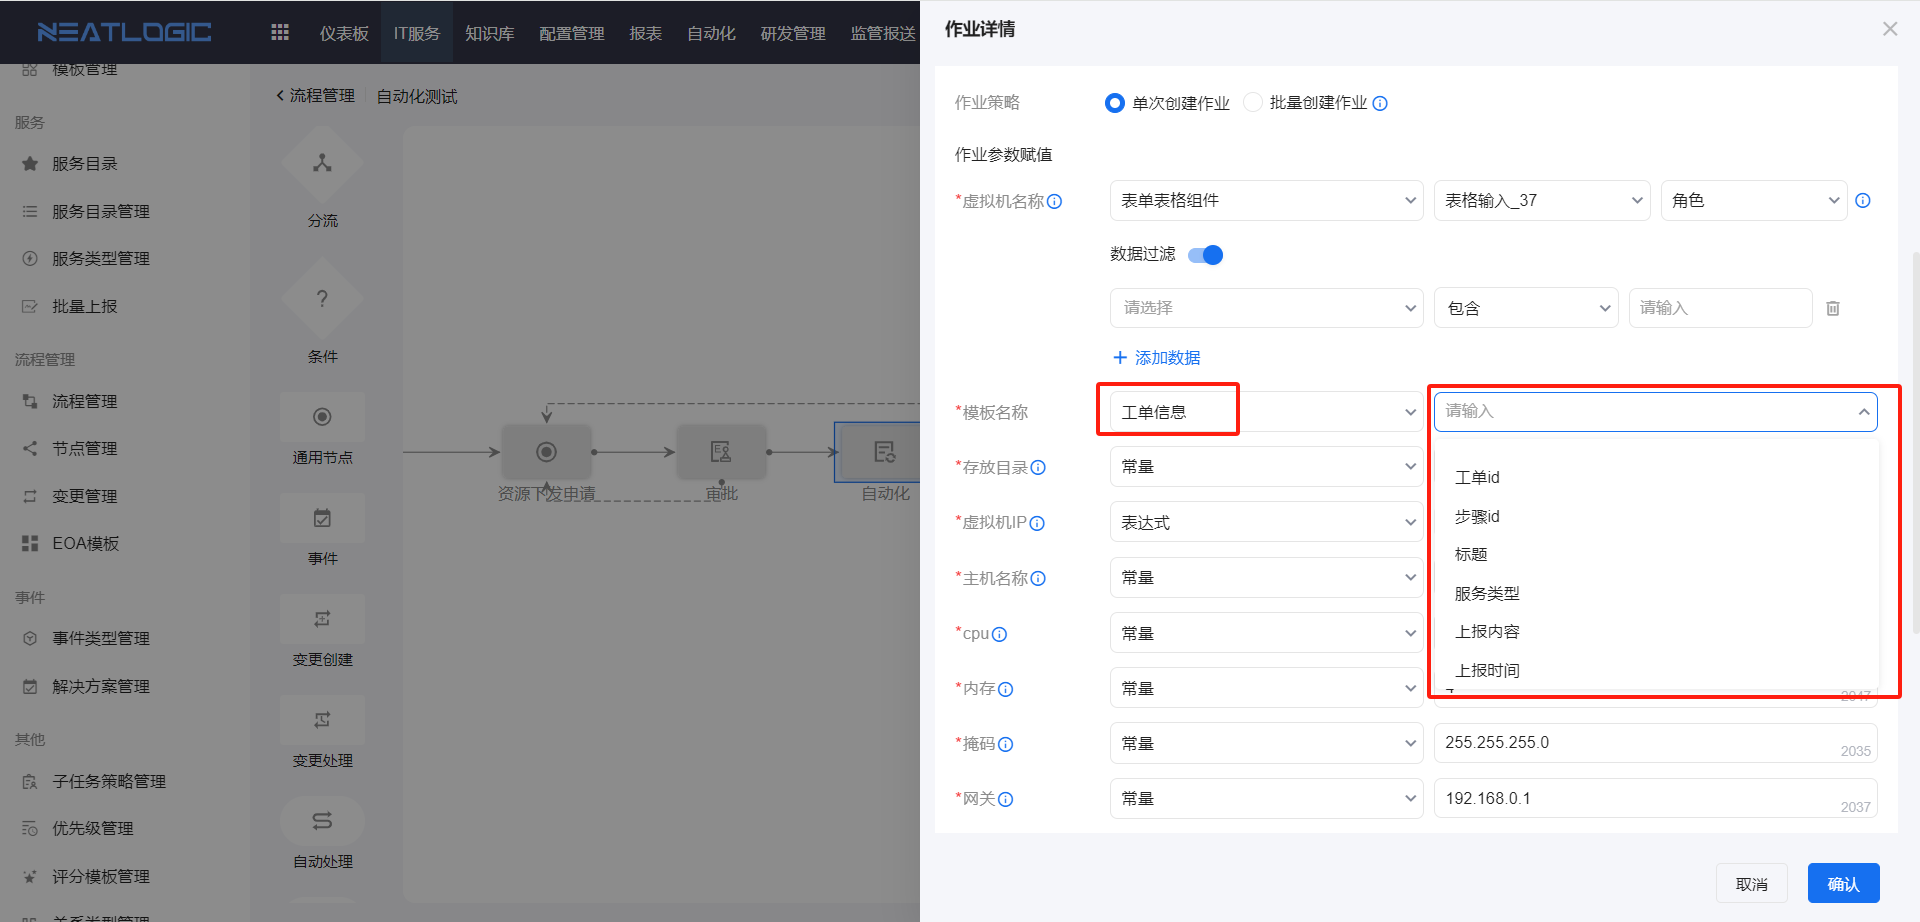 NEATLOGIC
仪表板
IT服务
知识库
配置管理
报表
自动化
研发管理
监管报送
模板管理
服务
服务目录
服务目录管理
服务类型管理
批量上报
流程管理
流程管理
节点管理
变更管理
EOA模板
事件
事件类型管理
解决方案管理
其他
子任务策略管理
优先级管理
评分模板管理
关系类型管理
流程管理
自动化测试
分流
?
条件
通用节点
事件
变更创建
变更处理
自动处理
资源下发申请
审批
自动化
作业详情
作业策略
单次创建作业
批量创建作业
作业参数赋值
*虚拟机名称
表单表格组件
表格输入_37
角色
数据过滤
请选择
包含
请输入
+ 添加数据
*模板名称
工单信息
请输入
工单id
步骤id
标题
服务类型
上报内容
上报时间
*存放目录
常量
*虚拟机IP
表达式
*主机名称
常量
*cpu
常量
*内存
常量
4
2047
*掩码
常量
255.255.255.0
2035
*网关
常量
192.168.0.1
2037
取消
确认